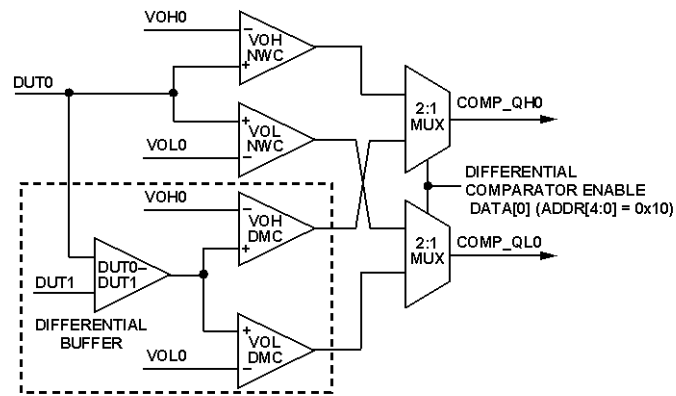 VOH0
– VOH
NWC
+
DUT0
2:1
MUX
COMP_QH0
+ VOL
NWC
–
VOL0
DIFFERENTIAL
COMPARATOR ENABLE
DATA[0] (ADDR[4:0] = 0x10)
VOH0
– VOH
DMC
+
2:1
MUX
COMP_QL0
DUT0–
DUT1
DUT1
DIFFERENTIAL
BUFFER
+ VOL
DMC
–
VOL0